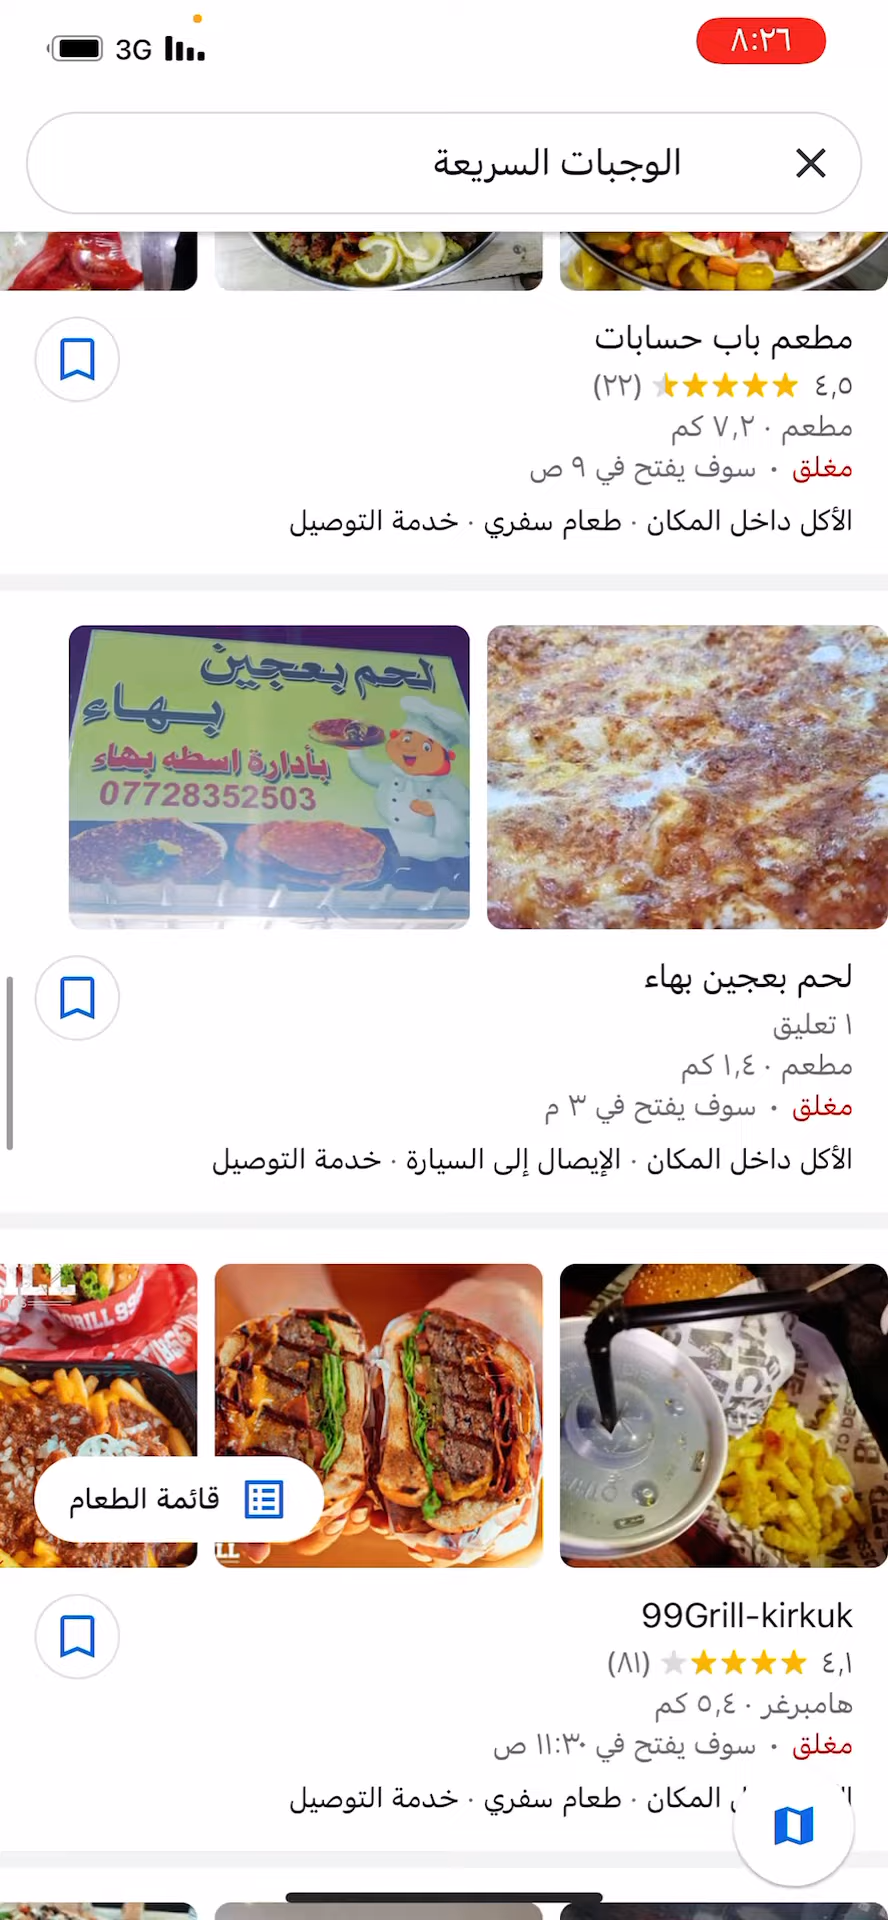 3G
٨:٢٦
الوجبات السريعة
مطعم باب حسابات
٤,٥ (٢٢)
مطعم · ٧,٢ كم
مغلق · سوف يفتح في ٩ ص
الأكل داخل المكان · طعام سفري · خدمة التوصيل
لحم بعجين
بهاء
بأدارة اسطه بهاء
07728352503
لحم بعجين بهاء
١ تعليق
مطعم · ١,٤ كم
مغلق · سوف يفتح في ٣ م
الأكل داخل المكان · الإيصال إلى السيارة · خدمة التوصيل
GRILL 99
قائمة الطعام
99Grill-kirkuk
٤,١ (٨١)
هامبرغر · ٥,٤ كم
مغلق · سوف يفتح في ١١:٣٠ ص
المكان · طعام سفري · خدمة التوصيل